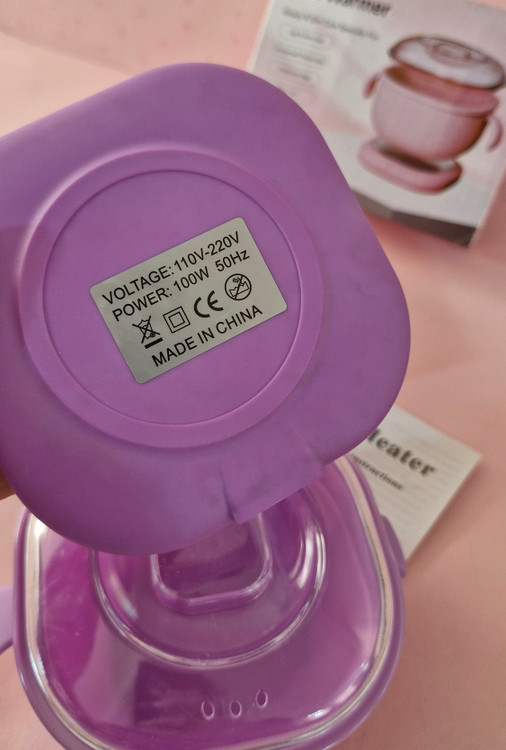 VOLTAGE: 110V-220V
POWER: 100W 50Hz
CE
MADE IN CHINA
Heater